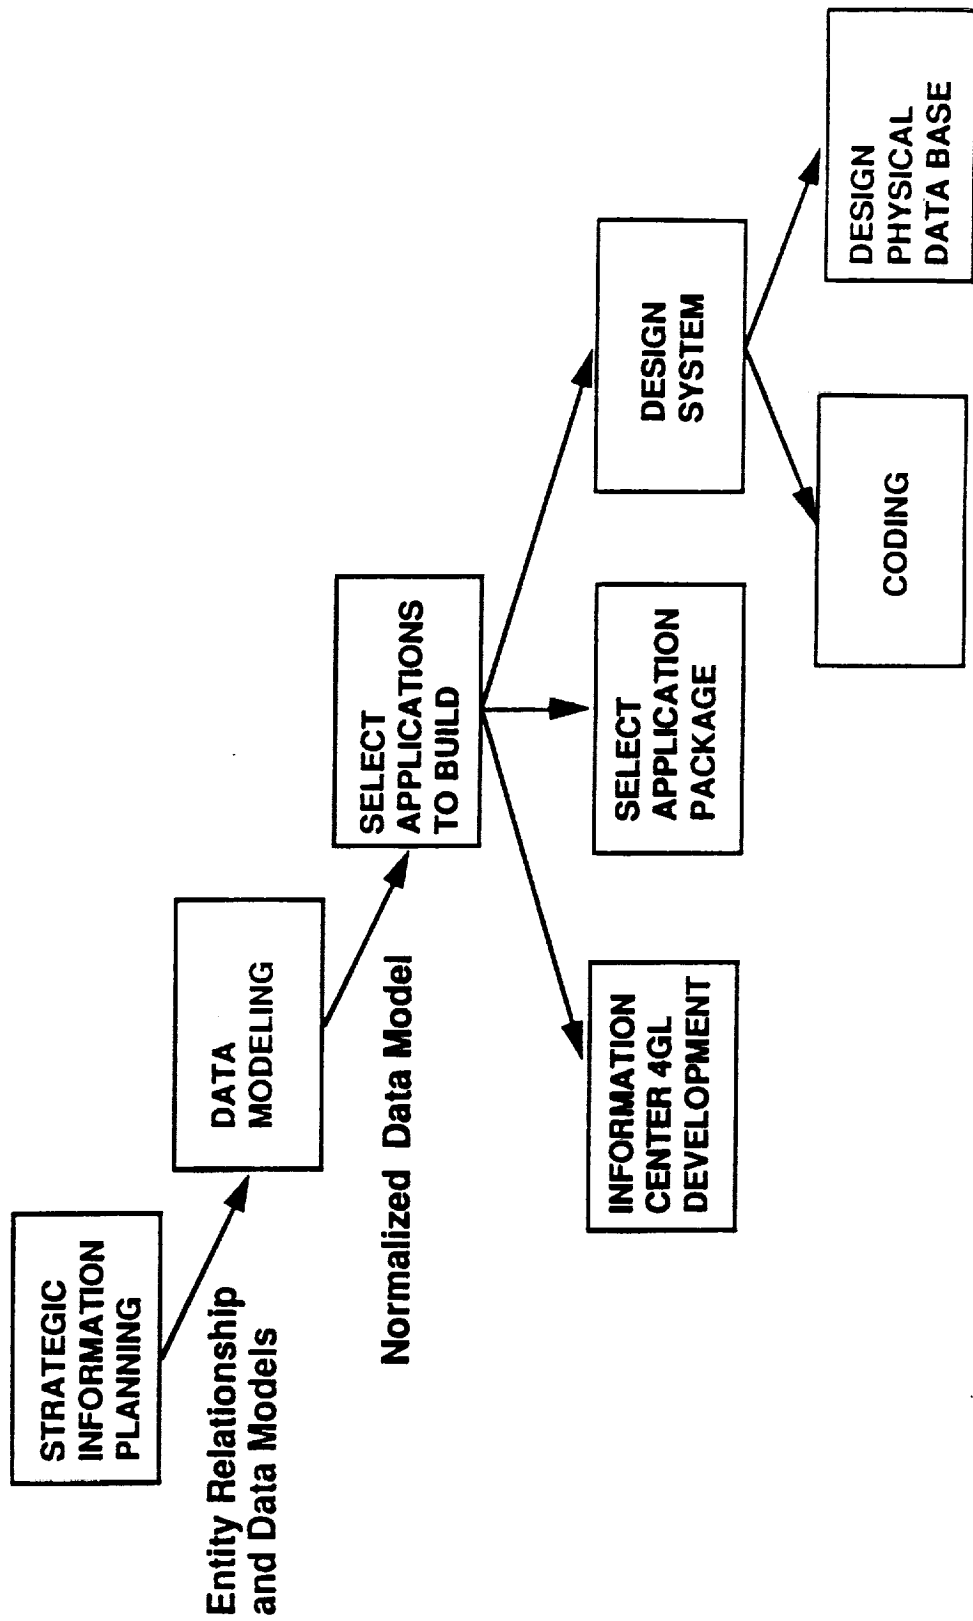 STRATEGIC
INFORMATION
PLANNING
Entity Relationship
and Data Models
DATA
MODELING
Normalized Data Model
SELECT
APPLICATIONS
TO BUILD
INFORMATION
CENTER 4GL
DEVELOPMENT
SELECT
APPLICATION
PACKAGE
DESIGN
SYSTEM
CODING
DESIGN
PHYSICAL
DATA BASE